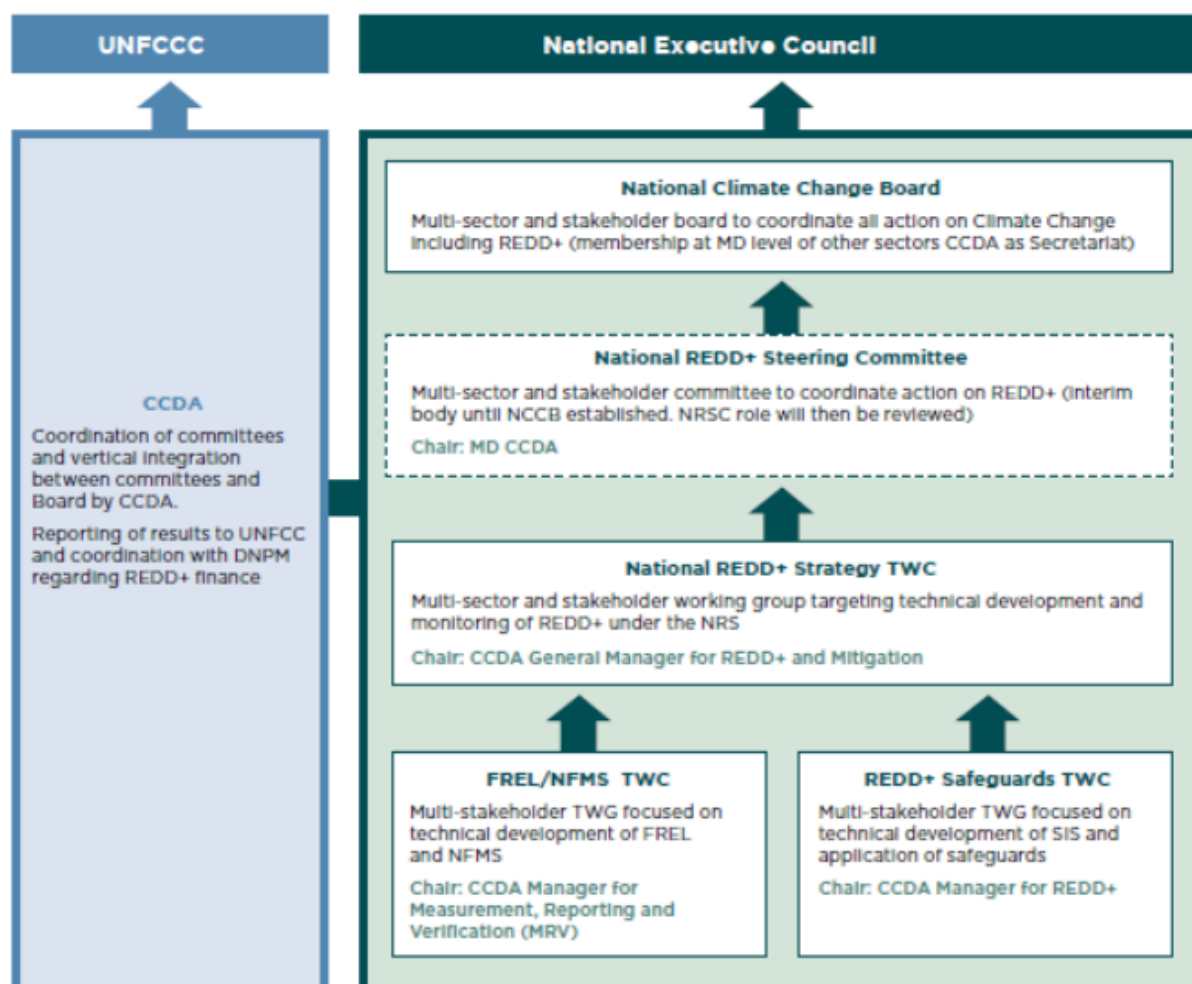 UNFCCC
National Executive Council
CCDA
Coordination of committees
and vertical integration
between committees and
Board by CCDA.
Reporting of results to UNFCC
and coordination with DNPM
regarding REDD+ finance
National Climate Change Board
Multi-sector and stakeholder board to coordinate all action on Climate Change
including REDD+ (membership at MD level of other sectors CCDA as Secretariat)
National REDD+ Steering Committee
Multi-sector and stakeholder committee to coordinate action on REDD+ (interim
body until NCCB established. NRSC role will then be reviewed)
Chair: MD CCDA
National REDD+ Strategy TWC
Multi-sector and stakeholder working group targeting technical development and
monitoring of REDD+ under the NRS
Chair: CCDA General Manager for REDD+ and Mitigation
FREL/NFMS TWC
Multi-stakeholder TWG focused on
technical development of FREL
and NFMS
Chair: CCDA Manager for
Measurement, Reporting and
Verification (MRV)
REDD+ Safeguards TWC
Multi-stakeholder TWG focused on
technical development of SIS and
application of safeguards
Chair: CCDA Manager for REDD+